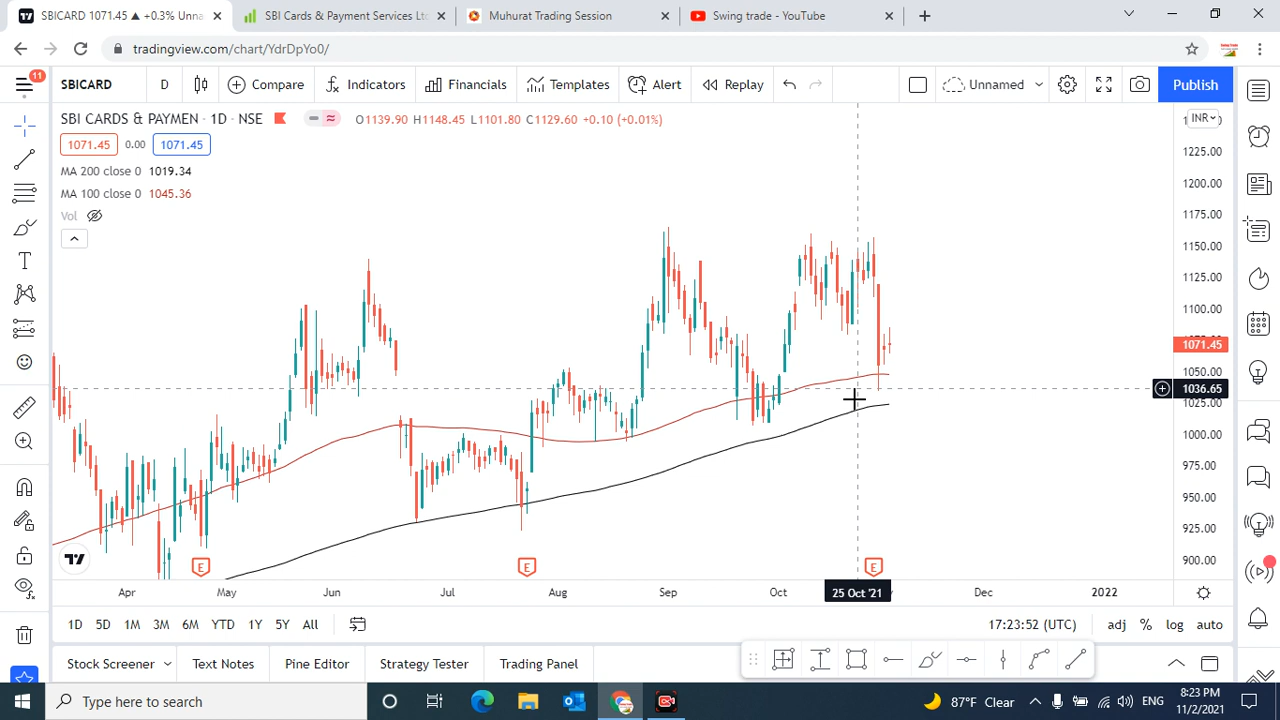 SBICARD 1071.45 ▲ +0.3% Unna
SBI Cards & Payment Services Ltd
Muhurat Trading Session
Swing trade - YouTube
tradingview.com/chart/YdrDpYo0/
11
SBICARD
D
Compare
Indicators
Financials
Templates
Alert
Replay
Unnamed
Publish
SBI CARDS & PAYMEN · 1D · NSE
O1139.90 H1148.45 L1101.80 C1129.60 +0.10 (+0.01%)
INR
1071.45
0.00
1071.45
MA 200 close 0 1019.34
MA 100 close 0 1045.36
Vol
1225.00
1200.00
1175.00
1150.00
1125.00
1100.00
1071.45
1050.00
1036.65
1025.00
1000.00
975.00
950.00
925.00
900.00
E
E
E
Apr
May
Jun
Jul
Aug
Sep
Oct
25 Oct '21
Dec
2022
1D
5D
1M
3M
6M
YTD
1Y
5Y
All
17:23:52 (UTC)
adj
%
log
auto
Stock Screener
Text Notes
Pine Editor
Strategy Tester
Trading Panel
Type here to search
87°F Clear
ENG
8:23 PM
11/2/2021